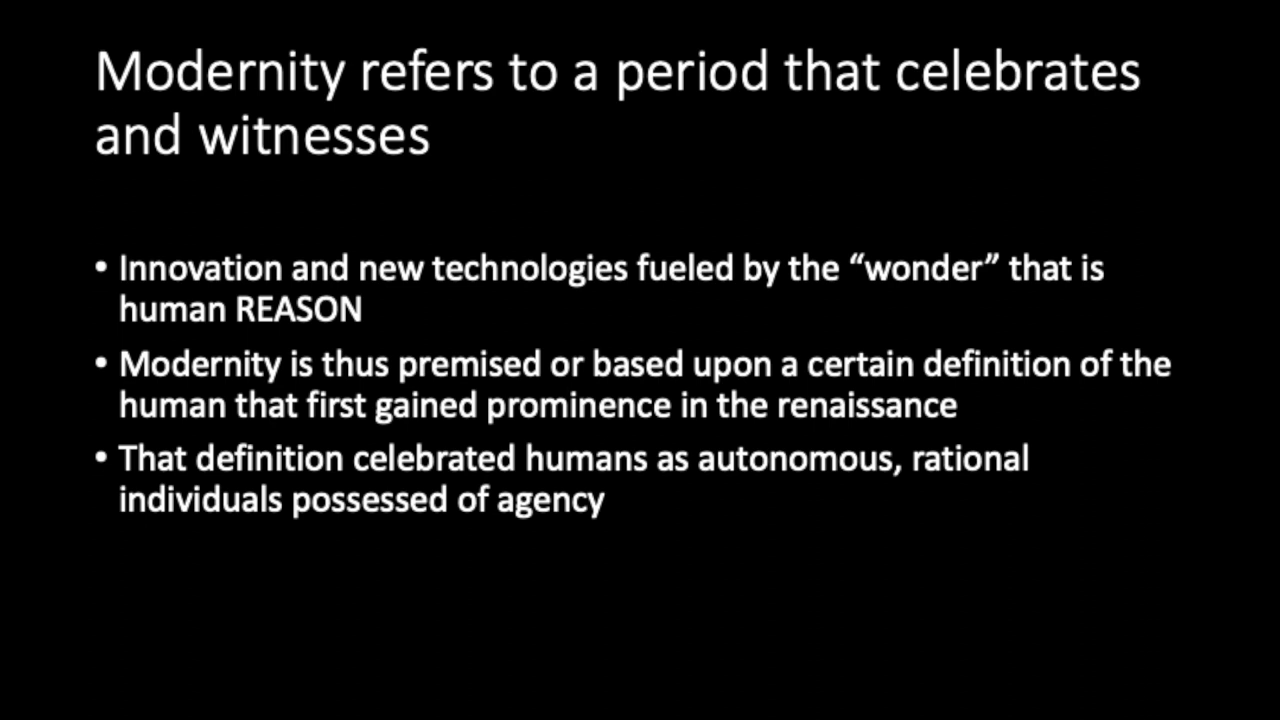 Modernity refers to a period that celebrates
and witnesses
• Innovation and new technologies fueled by the “wonder” that is
human REASON
• Modernity is thus premised or based upon a certain definition of the
human that first gained prominence in the renaissance
• That definition celebrated humans as autonomous, rational
individuals possessed of agency